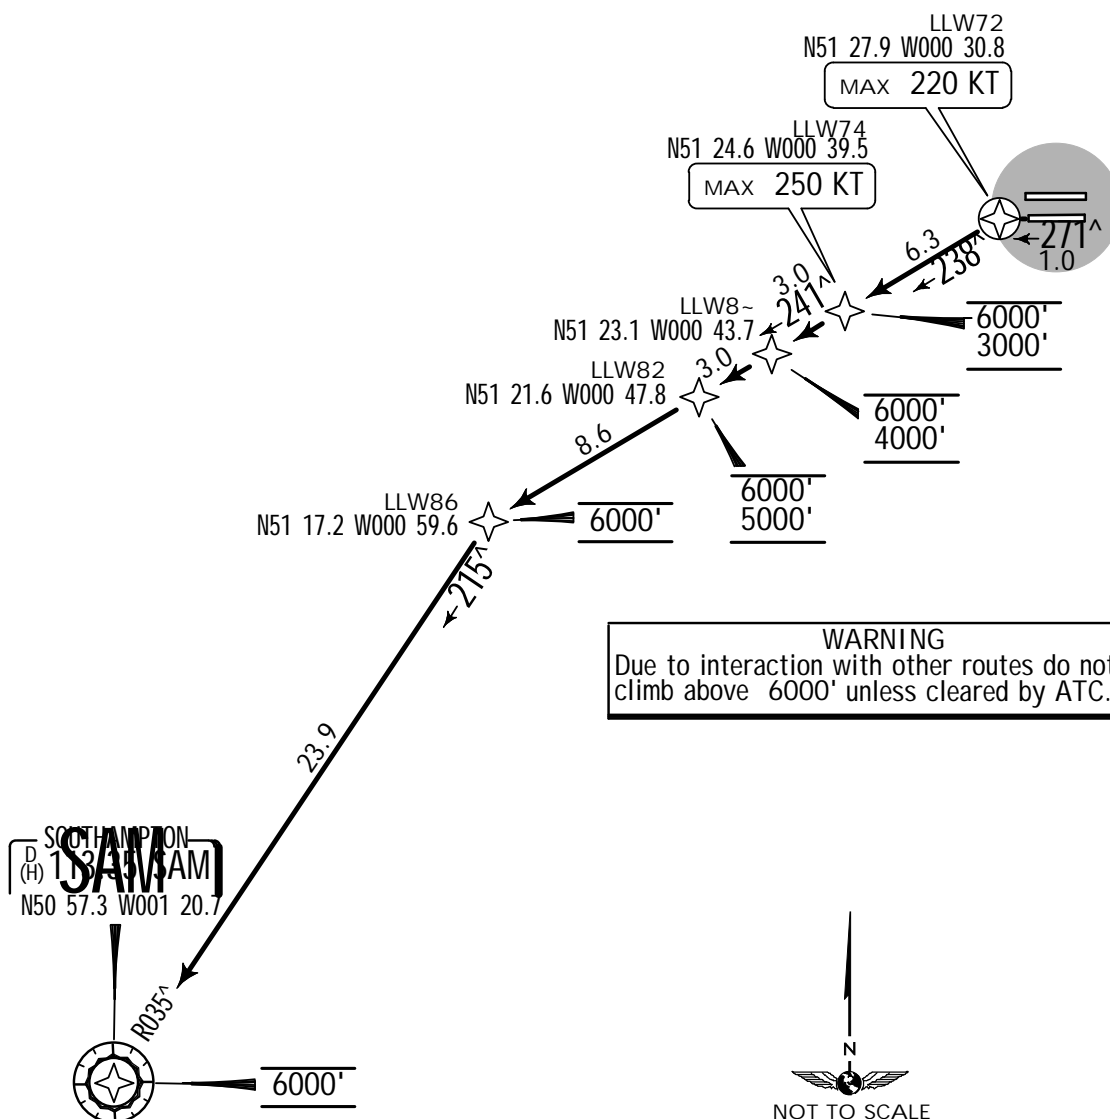 LLW72
N51 27.9 W000 30.8
MAX 220 KT
LLW74
N51 24.6 W000 39.5
MAX 250 KT
271^
1.0
6.3
238^
3.0
241^
LLW8~
N51 23.1 W000 43.7
6000'
3000'
3.0
LLW82
N51 21.6 W000 47.8
6000'
4000'
8.6
6000'
5000'
LLW86
N51 17.2 W000 59.6
6000'
215^
WARNING
Due to interaction with other routes do not
climb above 6000' unless cleared by ATC.
23.9
SOUTHAMPTON
D
(H) 113.35 SAM
SAM
N50 57.3 W001 20.7
R035^
6000'
N
NOT TO SCALE